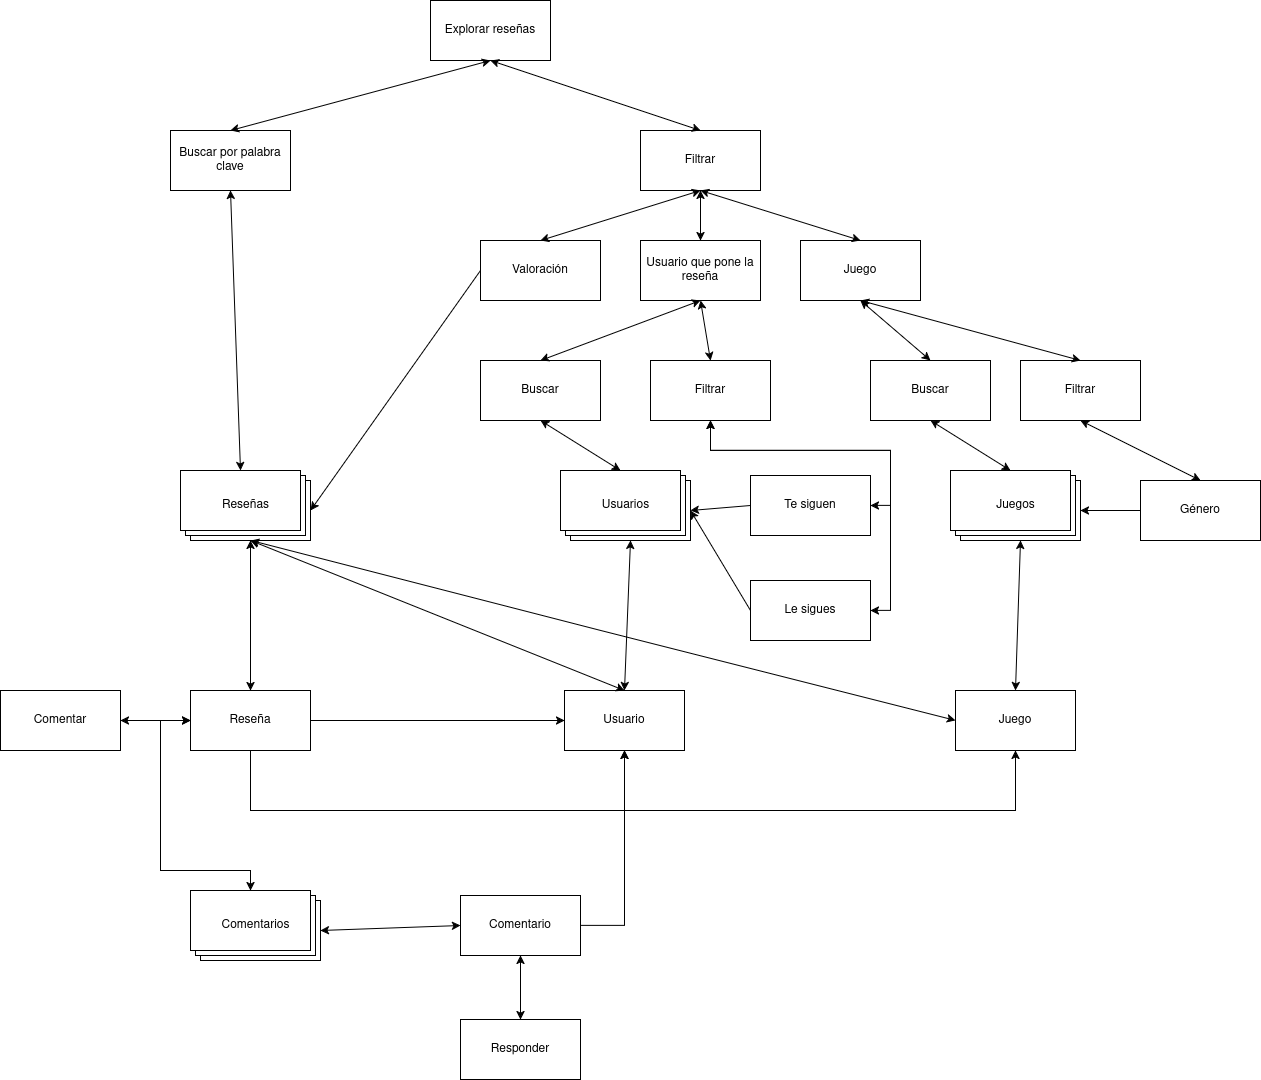 Explorar reseñas
Buscar por palabra
clave
Filtrar
Valoración
Usuario que pone la
reseña
Juego
Buscar
Filtrar
Buscar
Filtrar
Reseñas
Usuarios
Te siguen
Juegos
Género
Le sigues
Comentar
Reseña
Usuario
Juego
Comentarios
Comentario
Responder